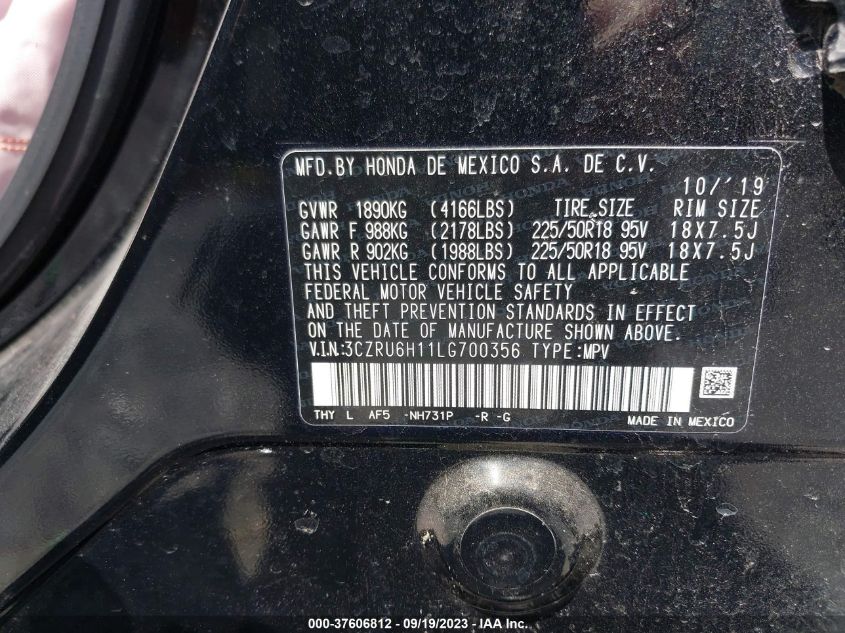 MFD.BY HONDA DE MEXICO S.A. DE C.V.
10/'19
GVWR 1890KG (4166LBS) TIRE SIZE RIM SIZE
GAWR F 988KG (2178LBS) 225/50R18 95V 18X7.5J
GAWR R 902KG (1988LBS) 225/50R18 95V 18X7.5J
THIS VEHICLE CONFORMS TO ALL APPLICABLE
FEDERAL MOTOR VEHICLE SAFETY
AND THEFT PREVENTION STANDARDS IN EFFECT
ON THE DATE OF MANUFACTURE SHOWN ABOVE.
V.I.N:3CZRU6H11LG700356 TYPE:MPV
THY L AF5 -NH731P -R -G
MADE IN MEXICO
000-37606812 - 09/19/2023 - IAA Inc.